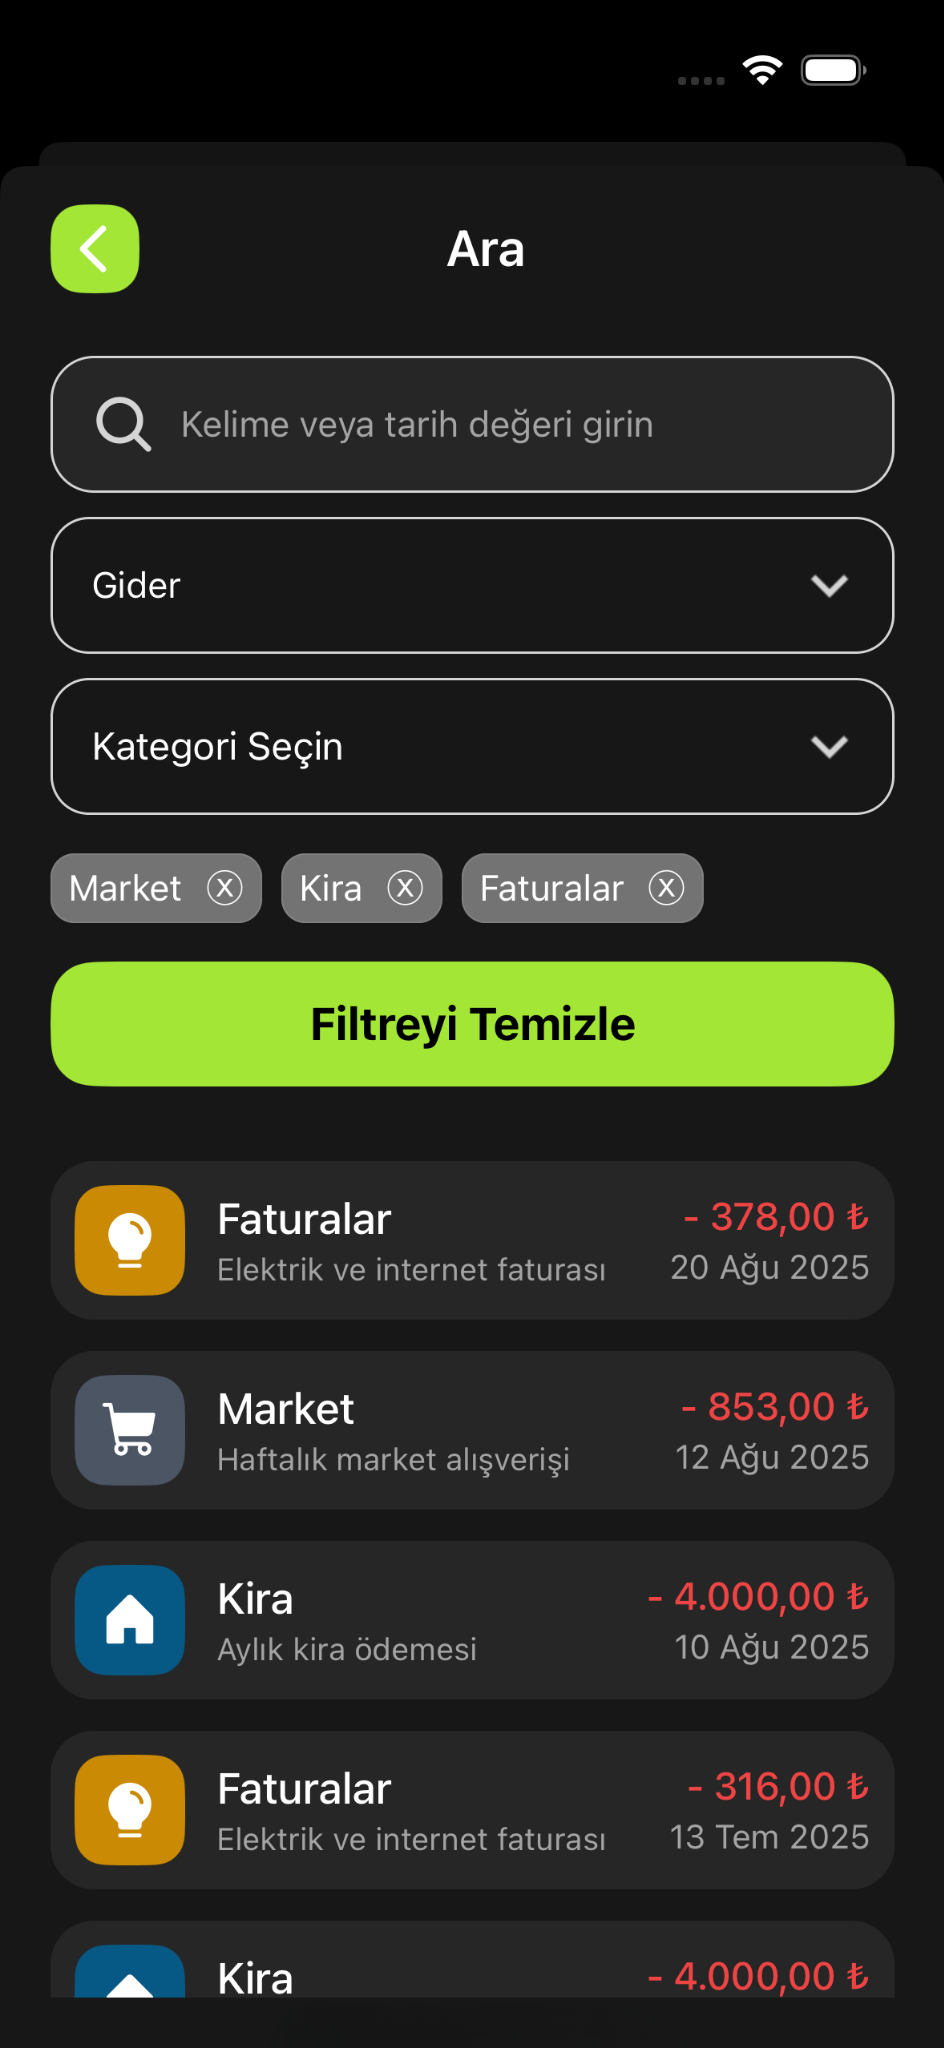 Ara
Kelime veya tarih değeri girin
Gider
Kategori Seçin
Market ⓧ Kira ⓧ Faturalar ⓧ
Filtreyi Temizle
Faturalar - 378,00 ₺
Elektrik ve internet faturası 20 Ağu 2025
Market - 853,00 ₺
Haftalık market alışverişi 12 Ağu 2025
Kira - 4.000,00 ₺
Aylık kira ödemesi 10 Ağu 2025
Faturalar - 316,00 ₺
Elektrik ve internet faturası 13 Tem 2025
Kira - 4.000,00 ₺